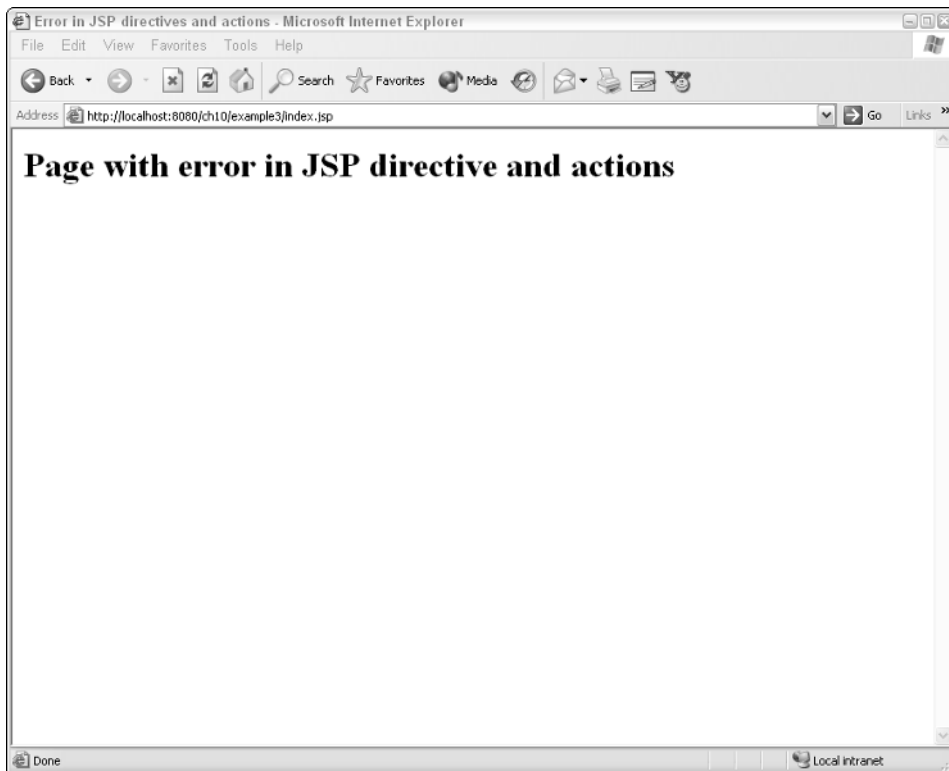 Error in JSP directives and actions - Microsoft Internet Explorer
File Edit View Favorites Tools Help
Back Search Favorites Media
Address http://localhost:8080/ch10/example3/index.jsp Go Links »
Page with error in JSP directive and actions
Done Local intranet